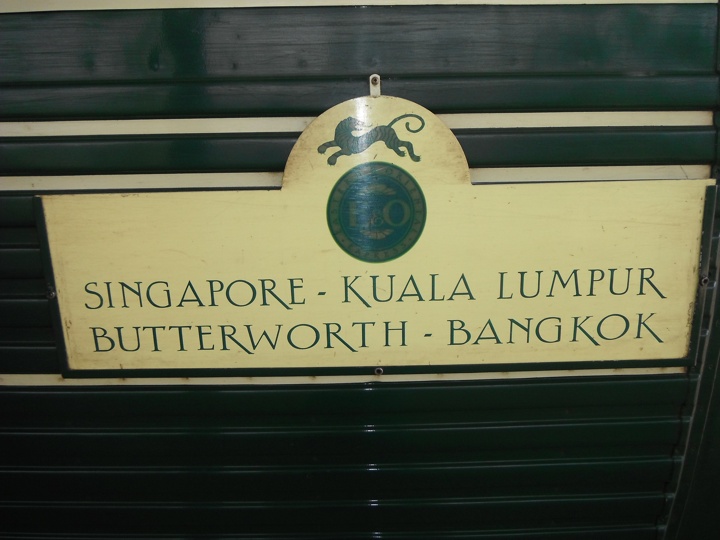 E&O
SINGAPORE - KUALA LUMPUR
BUTTERWORTH - BANGKOK